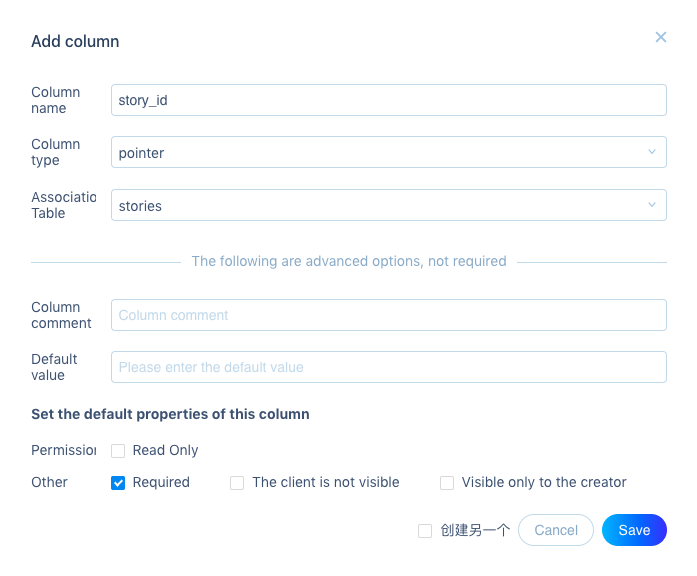 Add column
Column name
story_id
Column type
pointer
Associatio
Table
stories
The following are advanced options, not required
Column comment
Column comment
Default value
Please enter the default value
Set the default properties of this column
Permission Read Only
Other Required The client is not visible Visible only to the creator
创建另一个 Cancel Save